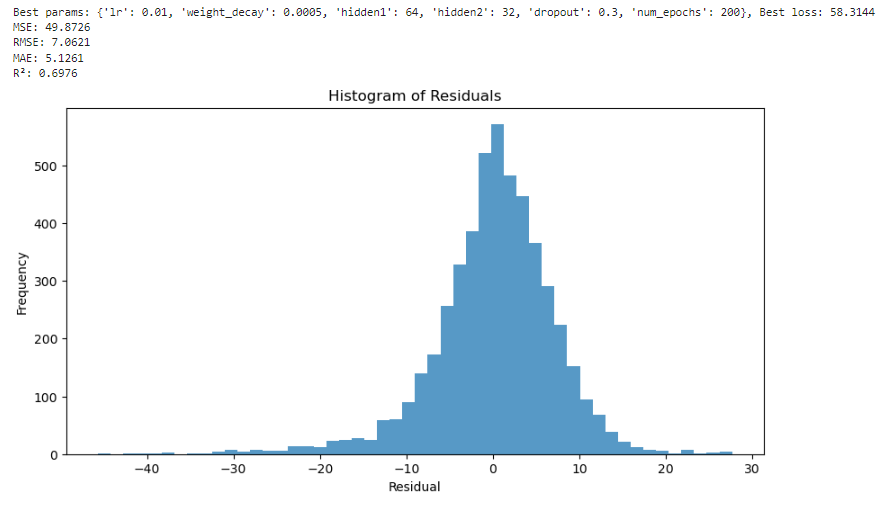 Best params: {'lr': 0.01, 'weight_decay': 0.0005, 'hidden1': 64, 'hidden2': 32, 'dropout': 0.3, 'num_epochs': 200}, Best loss: 58.3144
MSE: 49.8726
RMSE: 7.0621
MAE: 5.1261
R²: 0.6976
Histogram of Residuals
Frequency
500
400
300
200
100
0
−40 −30 −20 −10 0 10 20 30
Residual